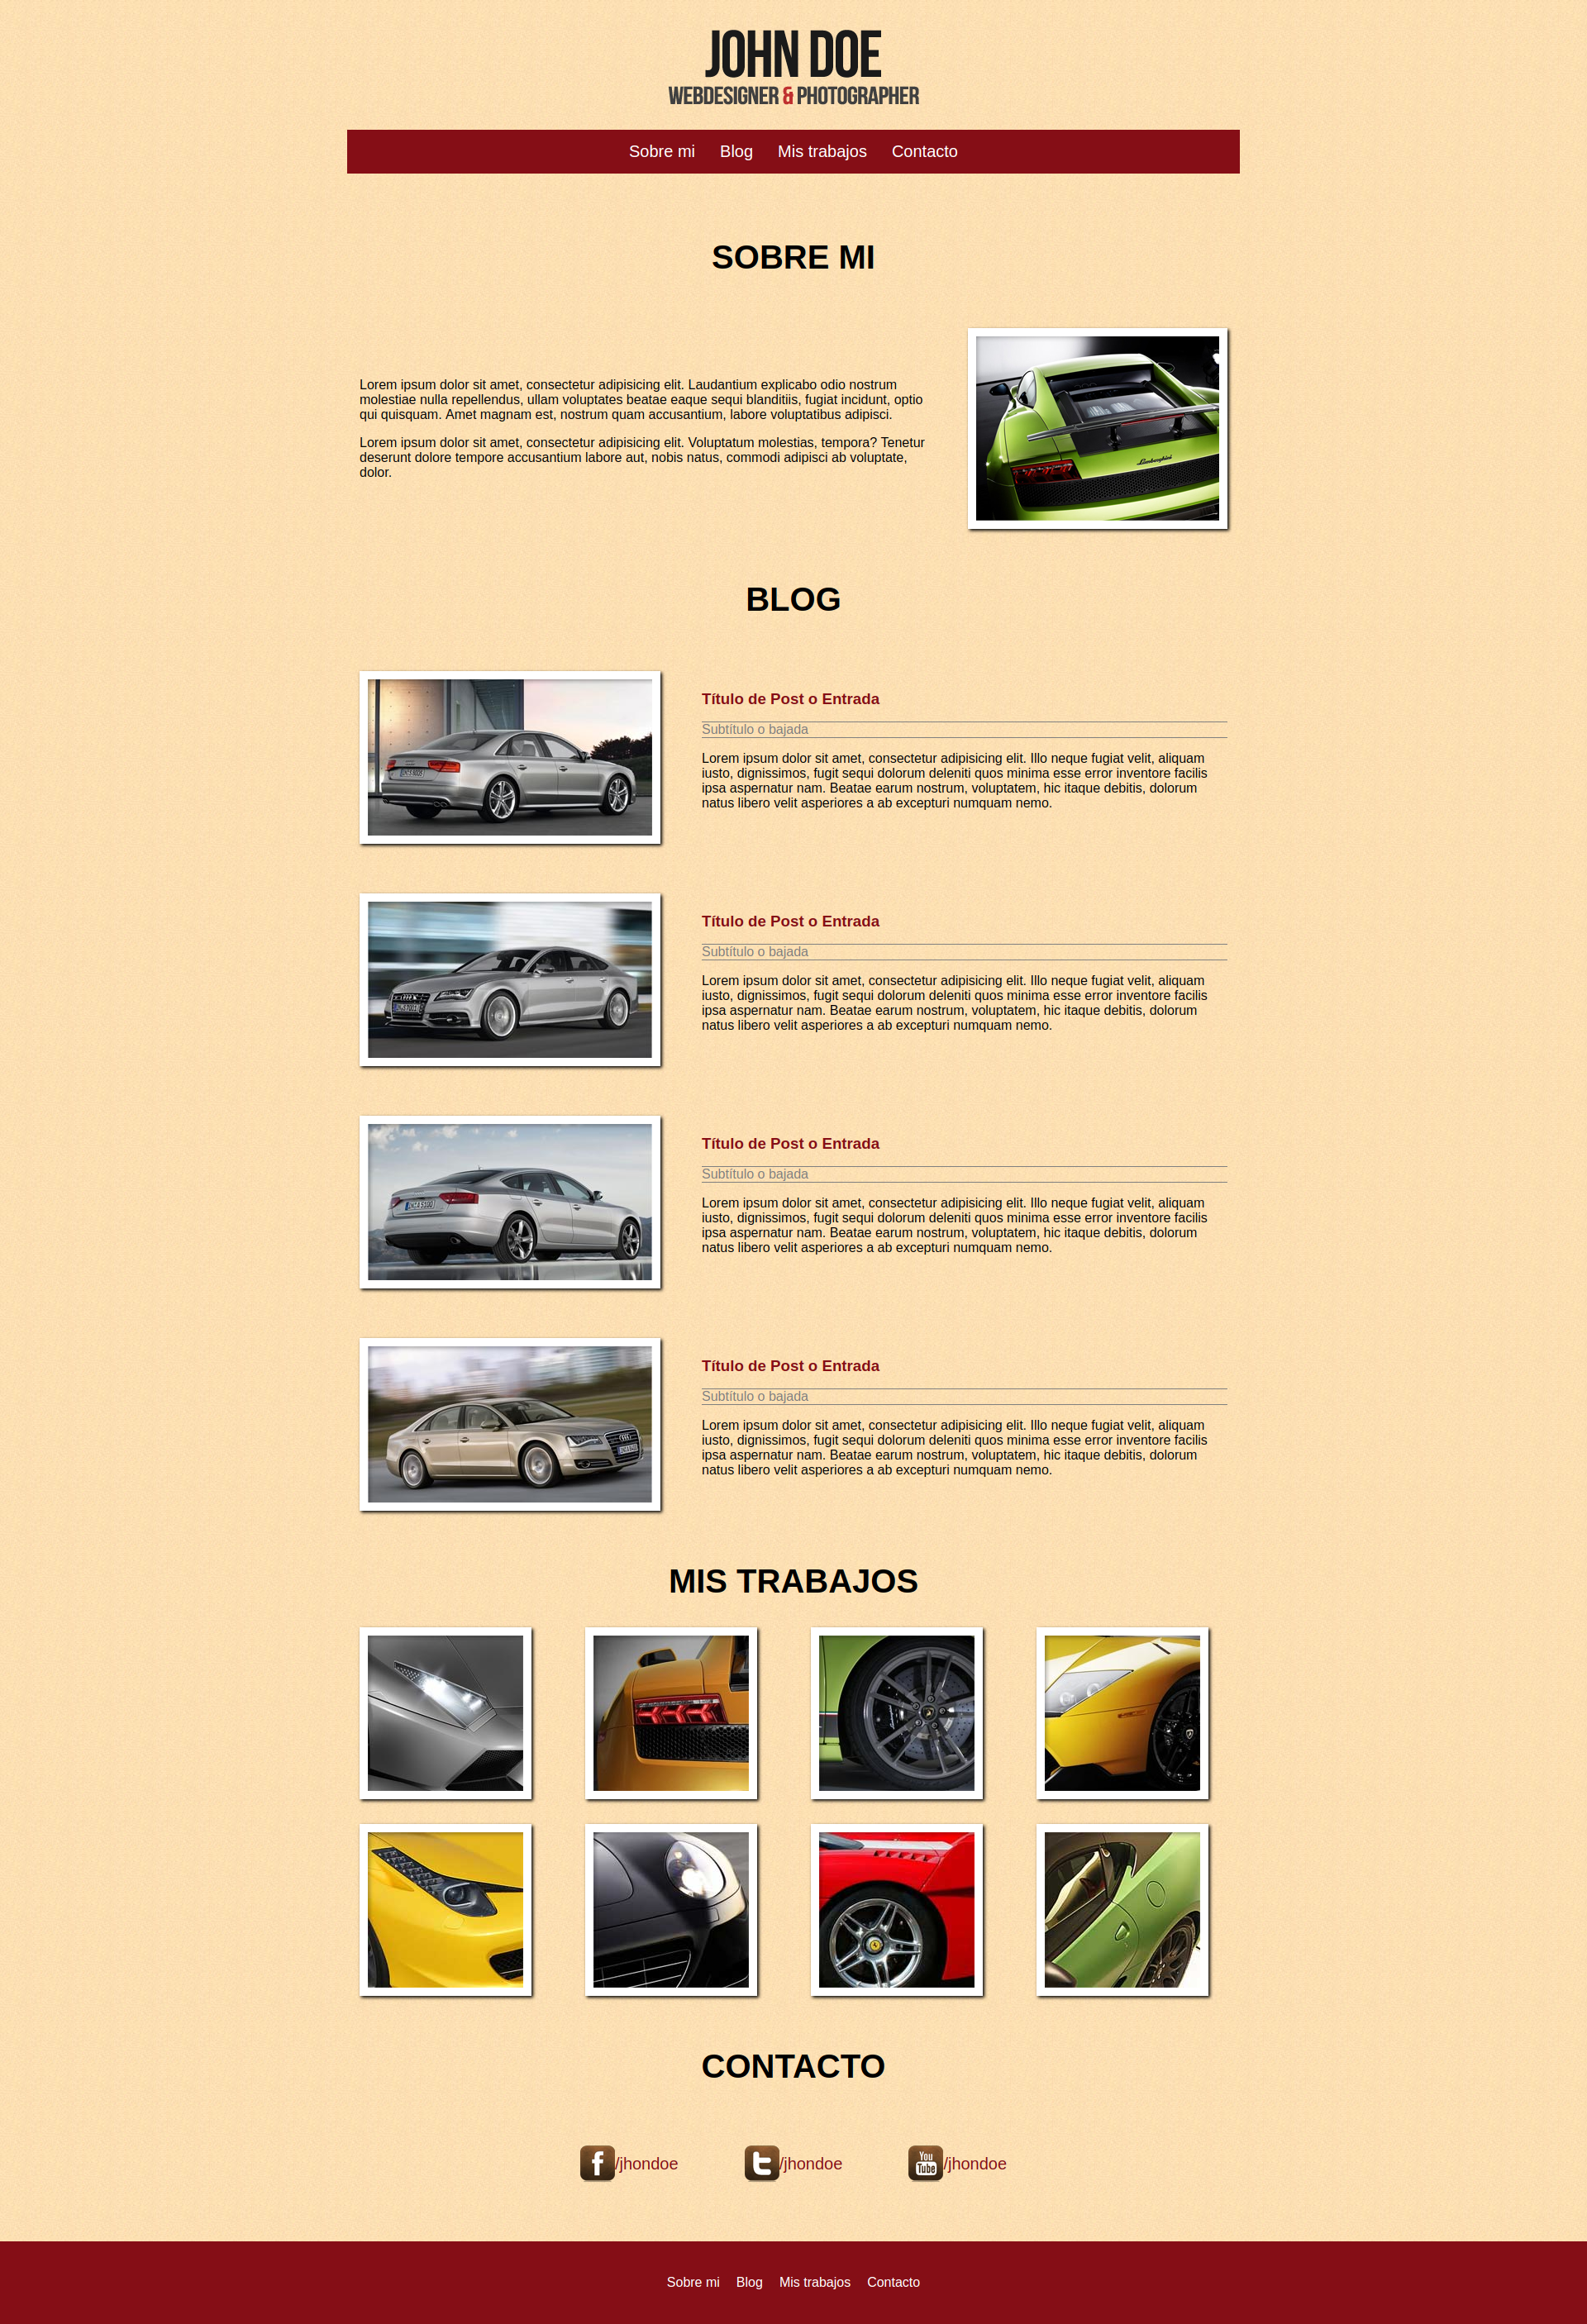 JOHN DOE
WEBDESIGNER & PHOTOGRAPHER
Sobre mi Blog Mis trabajos Contacto
SOBRE MI
Lorem ipsum dolor sit amet, consectetur adipisicing elit. Laudantium explicabo odio nostrum
molestiae nulla repellendus, ullam voluptates beatae eaque sequi blanditiis, fugiat incidunt, optio
qui quisquam. Amet magnam est, nostrum quam accusantium, labore voluptatibus adipisci.
Lorem ipsum dolor sit amet, consectetur adipisicing elit. Voluptatum molestias, tempora? Tenetur
deserunt dolore tempore accusantium labore aut, nobis natus, commodi adipisci ab voluptate,
dolor.
Lamborghini
BLOG
Título de Post o Entrada
Subtítulo o bajada
Lorem ipsum dolor sit amet, consectetur adipisicing elit. Illo neque fugiat velit, aliquam
iusto, dignissimos, fugit sequi dolorum deleniti quos minima esse error inventore facilis
ipsa aspernatur nam. Beatae earum nostrum, voluptatem, hic itaque debitis, dolorum
natus libero velit asperiores a ab excepturi numquam nemo.
Título de Post o Entrada
Subtítulo o bajada
Lorem ipsum dolor sit amet, consectetur adipisicing elit. Illo neque fugiat velit, aliquam
iusto, dignissimos, fugit sequi dolorum deleniti quos minima esse error inventore facilis
ipsa aspernatur nam. Beatae earum nostrum, voluptatem, hic itaque debitis, dolorum
natus libero velit asperiores a ab excepturi numquam nemo.
Título de Post o Entrada
Subtítulo o bajada
Lorem ipsum dolor sit amet, consectetur adipisicing elit. Illo neque fugiat velit, aliquam
iusto, dignissimos, fugit sequi dolorum deleniti quos minima esse error inventore facilis
ipsa aspernatur nam. Beatae earum nostrum, voluptatem, hic itaque debitis, dolorum
natus libero velit asperiores a ab excepturi numquam nemo.
Título de Post o Entrada
Subtítulo o bajada
Lorem ipsum dolor sit amet, consectetur adipisicing elit. Illo neque fugiat velit, aliquam
iusto, dignissimos, fugit sequi dolorum deleniti quos minima esse error inventore facilis
ipsa aspernatur nam. Beatae earum nostrum, voluptatem, hic itaque debitis, dolorum
natus libero velit asperiores a ab excepturi numquam nemo.
MIS TRABAJOS
CONTACTO
/jhondoe /jhondoe You Tube /jhondoe
Sobre mi Blog Mis trabajos Contacto